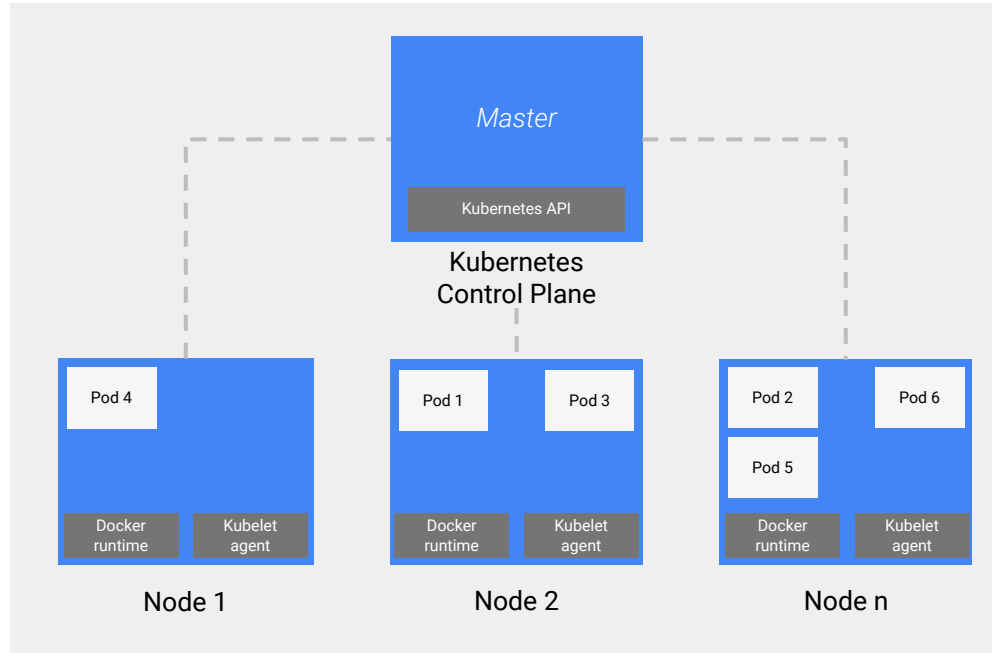 Master
Kubernetes API
Kubernetes
Control Plane
Pod 4
Docker
runtime
Kubelet
agent
Node 1
Pod 1
Pod 3
Docker
runtime
Kubelet
agent
Node 2
Pod 2
Pod 6
Pod 5
Docker
runtime
Kubelet
agent
Node n